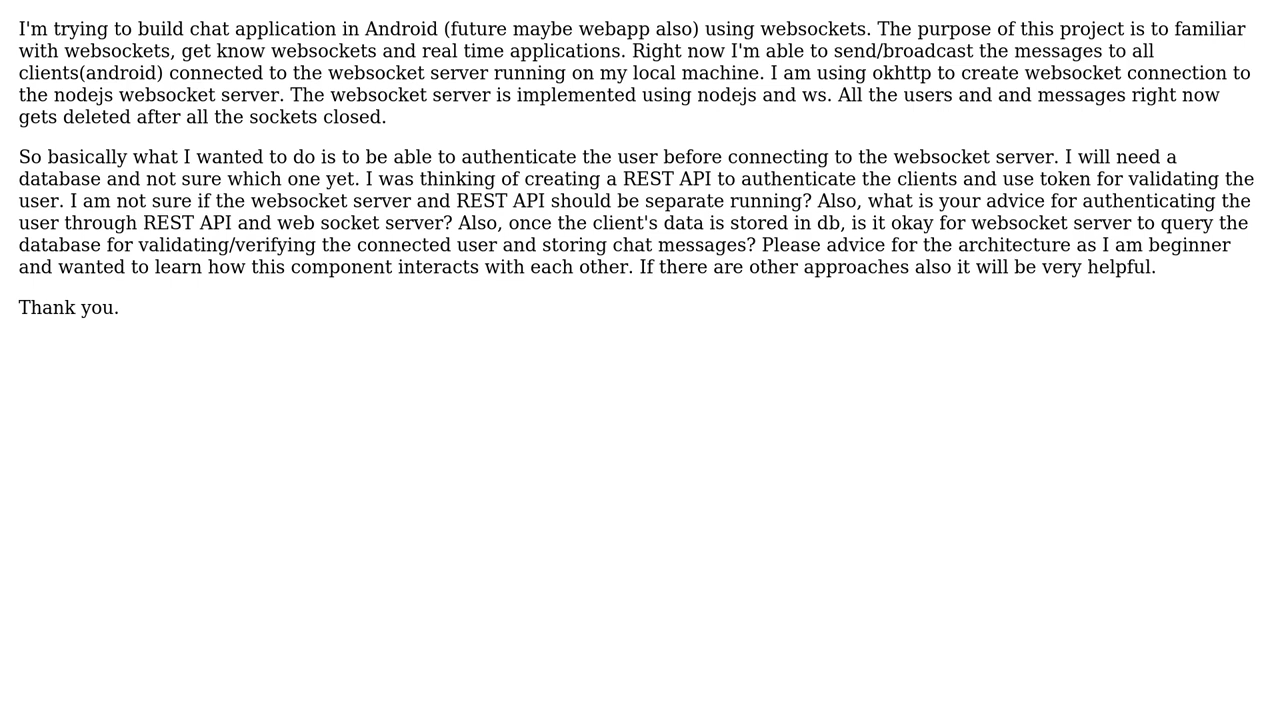 I'm trying to build chat application in Android (future maybe webapp also) using websockets. The purpose of this project is to familiar
with websockets, get know websockets and real time applications. Right now I'm able to send/broadcast the messages to all
clients(android) connected to the websocket server running on my local machine. I am using okhttp to create websocket connection to
the nodejs websocket server. The websocket server is implemented using nodejs and ws. All the users and and messages right now
gets deleted after all the sockets closed.
So basically what I wanted to do is to be able to authenticate the user before connecting to the websocket server. I will need a
database and not sure which one yet. I was thinking of creating a REST API to authenticate the clients and use token for validating the
user. I am not sure if the websocket server and REST API should be separate running? Also, what is your advice for authenticating the
user through REST API and web socket server? Also, once the client's data is stored in db, is it okay for websocket server to query the
database for validating/verifying the connected user and storing chat messages? Please advice for the architecture as I am beginner
and wanted to learn how this component interacts with each other. If there are other approaches also it will be very helpful.
Thank you.